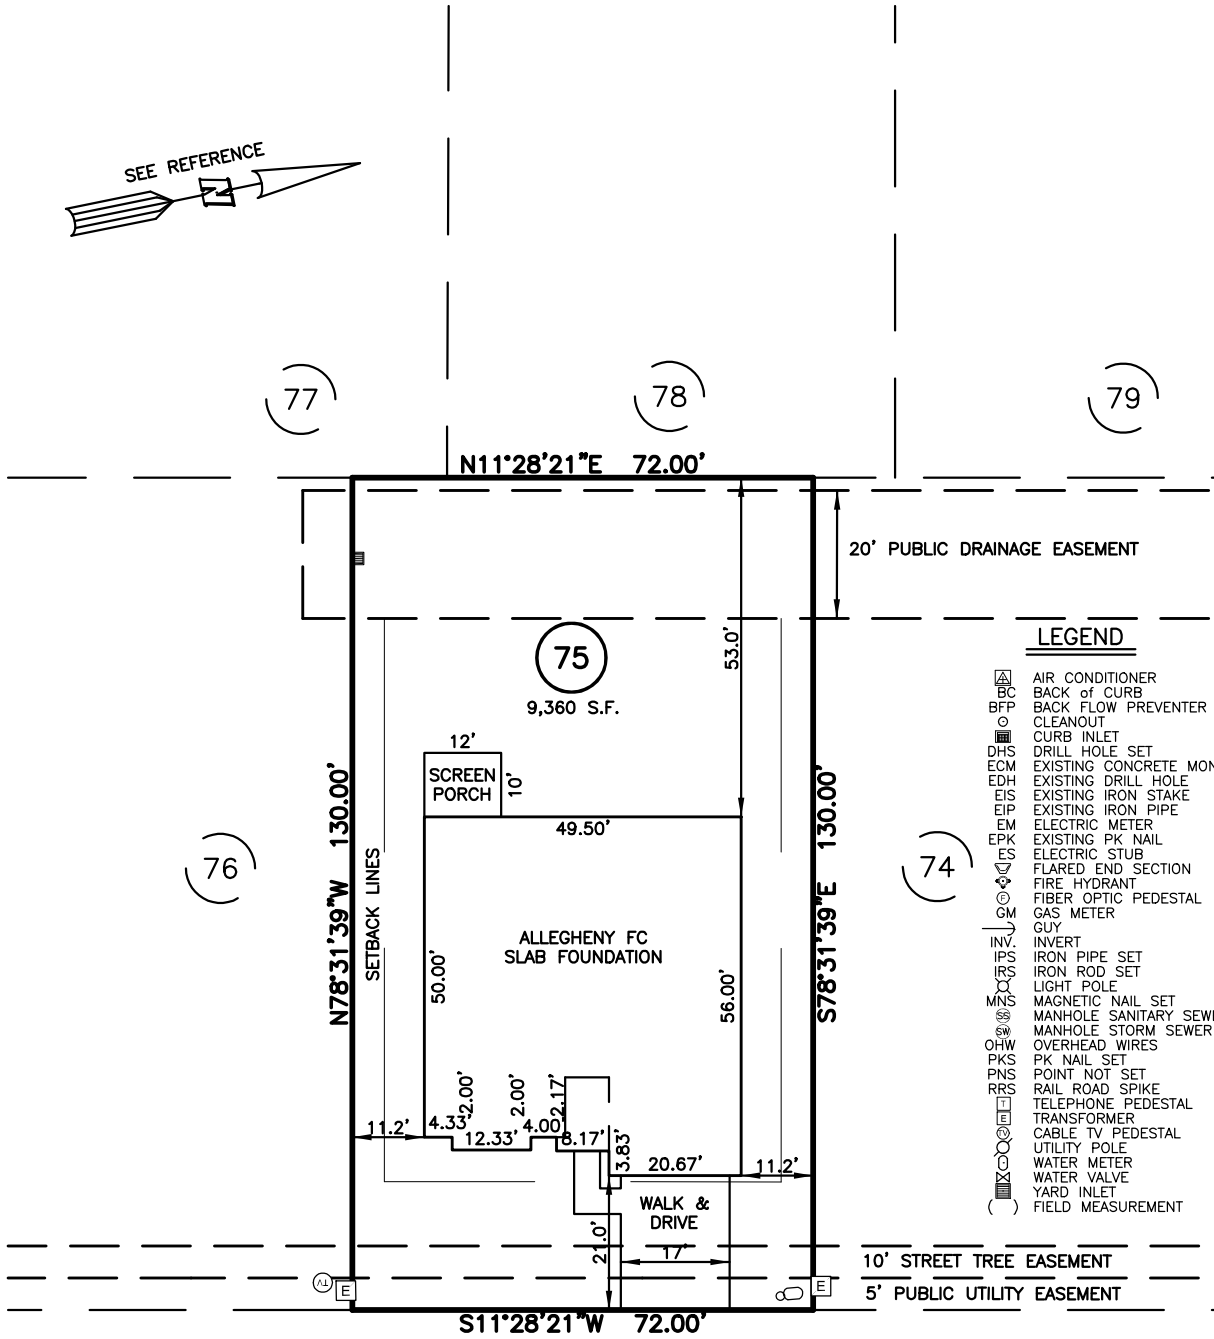 SEE REFERENCE
N
77
78
79
N11°28'21"E 72.00'
20' PUBLIC DRAINAGE EASEMENT
53.0'
75
9,360 S.F.
12'
SCREEN
PORCH
10'
49.50'
N78°31'39"W 130.00'
S78°31'39"E 130.00'
76
74
SETBACK LINES
ALLEGHENY FC
SLAB FOUNDATION
50.00'
56.00'
2.00'
2.00'
2.17'
4.33'
12.33'
4.00'
8.17'
3.83'
20.67'
11.2'
11.2'
WALK &
DRIVE
21.0'
17'
TV
E
E
10' STREET TREE EASEMENT
5' PUBLIC UTILITY EASEMENT
S11°28'21"W 72.00'
LEGEND
AIR CONDITIONER
BC BACK of CURB
BFP BACK FLOW PREVENTER
CLEANOUT
CURB INLET
DHS DRILL HOLE SET
ECM EXISTING CONCRETE MON
EDH EXISTING DRILL HOLE
EIS EXISTING IRON STAKE
EIP EXISTING IRON PIPE
EM ELECTRIC METER
EPK EXISTING PK NAIL
ES ELECTRIC STUB
FLARED END SECTION
FIRE HYDRANT
F FIBER OPTIC PEDESTAL
GM GAS METER
GUY
INV. INVERT
IPS IRON PIPE SET
IRS IRON ROD SET
LIGHT POLE
MNS MAGNETIC NAIL SET
SS MANHOLE SANITARY SEW
SW MANHOLE STORM SEWER
OHW OVERHEAD WIRES
PKS PK NAIL SET
PNS POINT NOT SET
RRS RAIL ROAD SPIKE
T TELEPHONE PEDESTAL
E TRANSFORMER
TV CABLE TV PEDESTAL
UTILITY POLE
WATER METER
WATER VALVE
YARD INLET
( ) FIELD MEASUREMENT